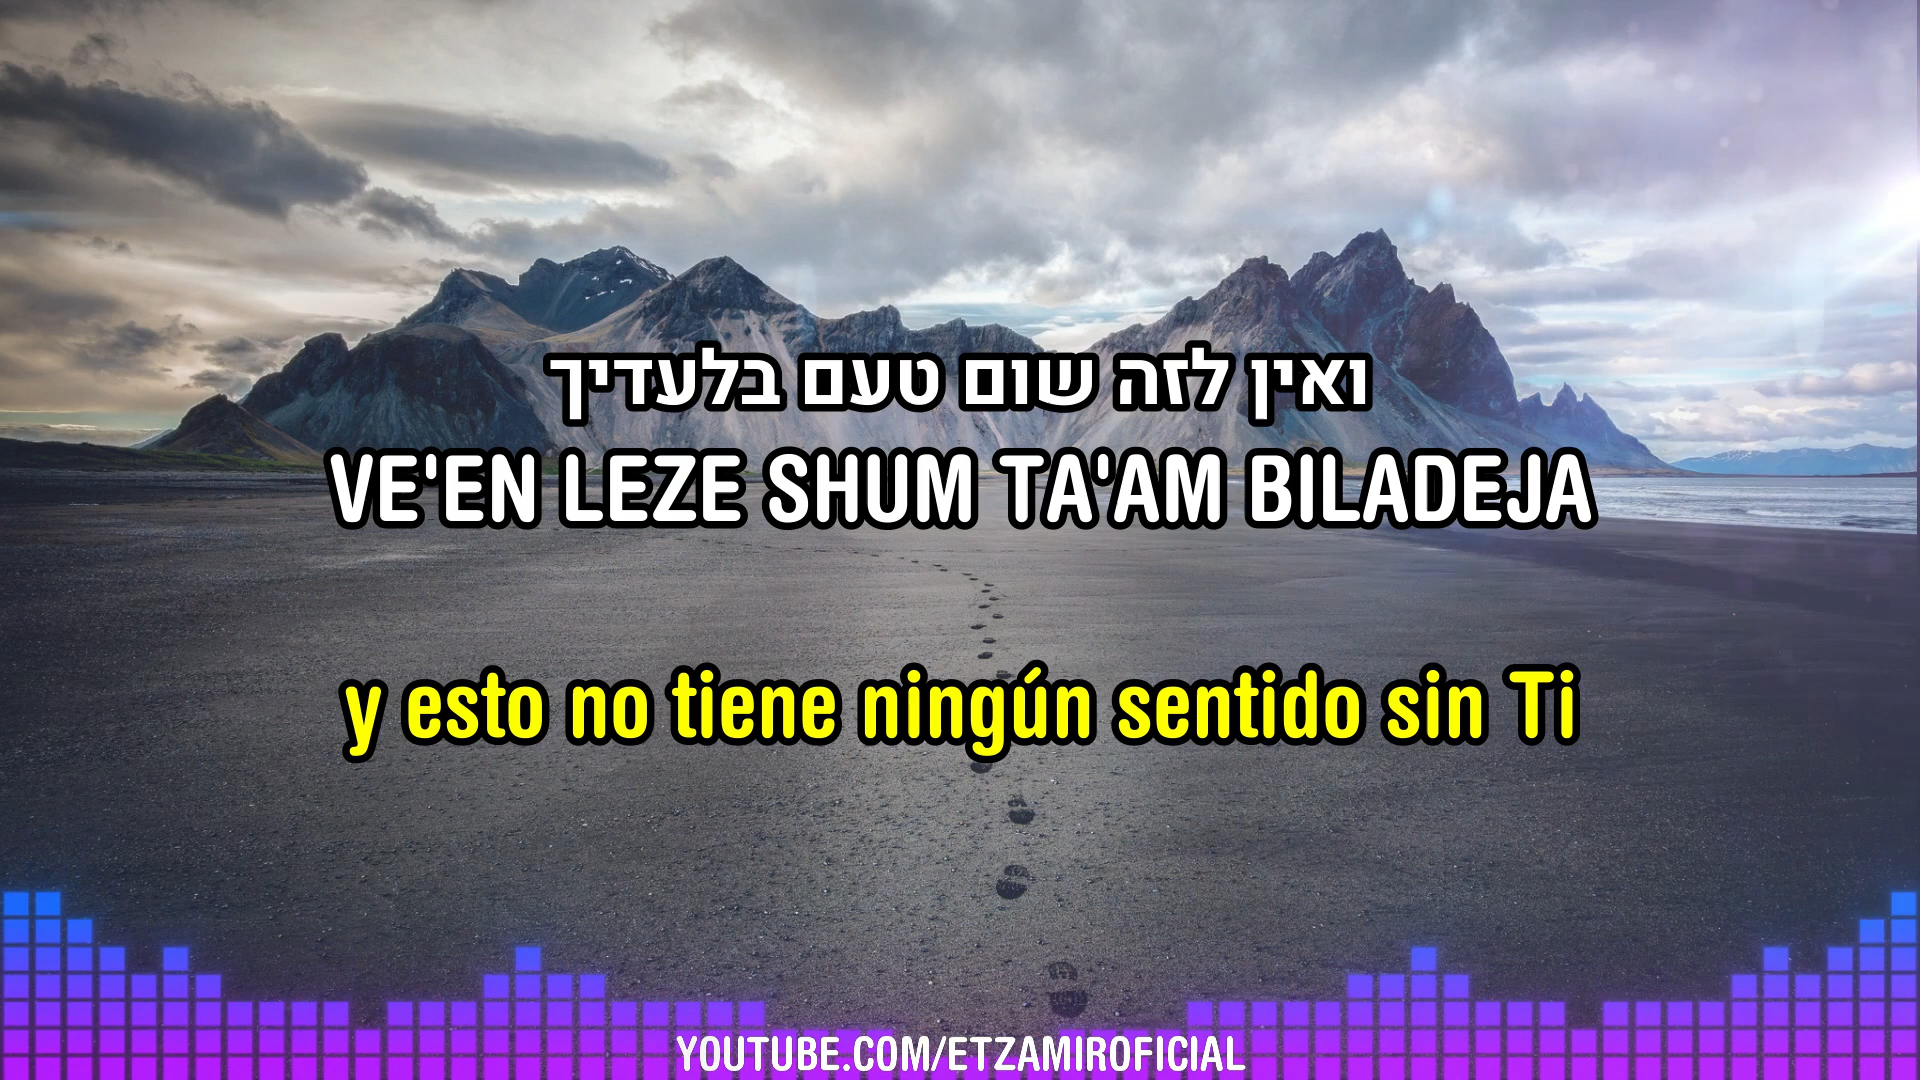 ואין לזה שום טעם בלעדיך
VE'EN LEZE SHUM TA'AM BILADEJA
y esto no tiene ningún sentido sin Ti
YOUTUBE.COM/ETZAMIROFICIAL